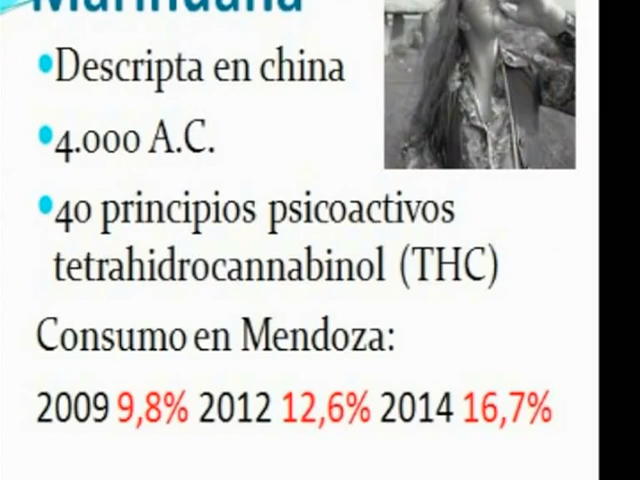 Marihuana
•Descripta en china
•4.000 A.C.
•40 principios psicoactivos
tetrahidrocannabinol (THC)
Consumo en Mendoza:
2009 9,8% 2012 12,6% 2014 16,7%